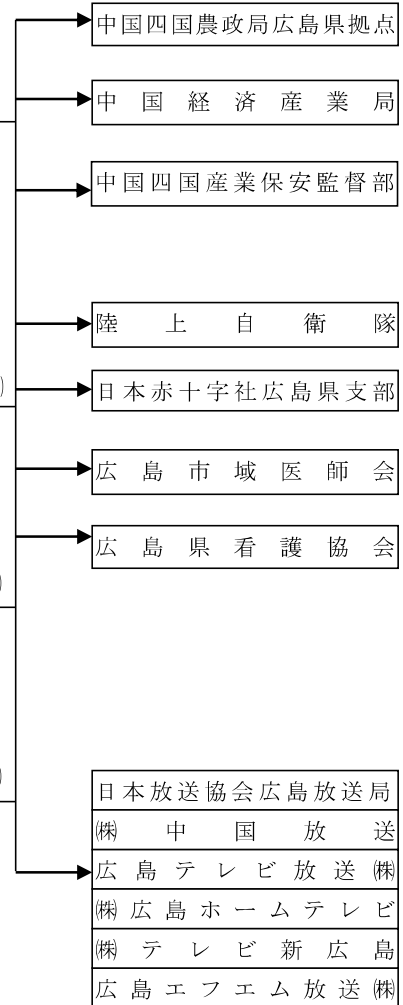 中国四国農政局広島県拠点
中国経済産業局
中国四国産業保安監督部
陸上自衛隊
)
日本赤十字社広島県支部
広島市域医師会
広島県看護協会
)
)
日本放送協会広島放送局
㈱中国放送
広島テレビ放送㈱
㈱広島ホームテレビ
㈱テレビ新広島
広島エフエム放送㈱